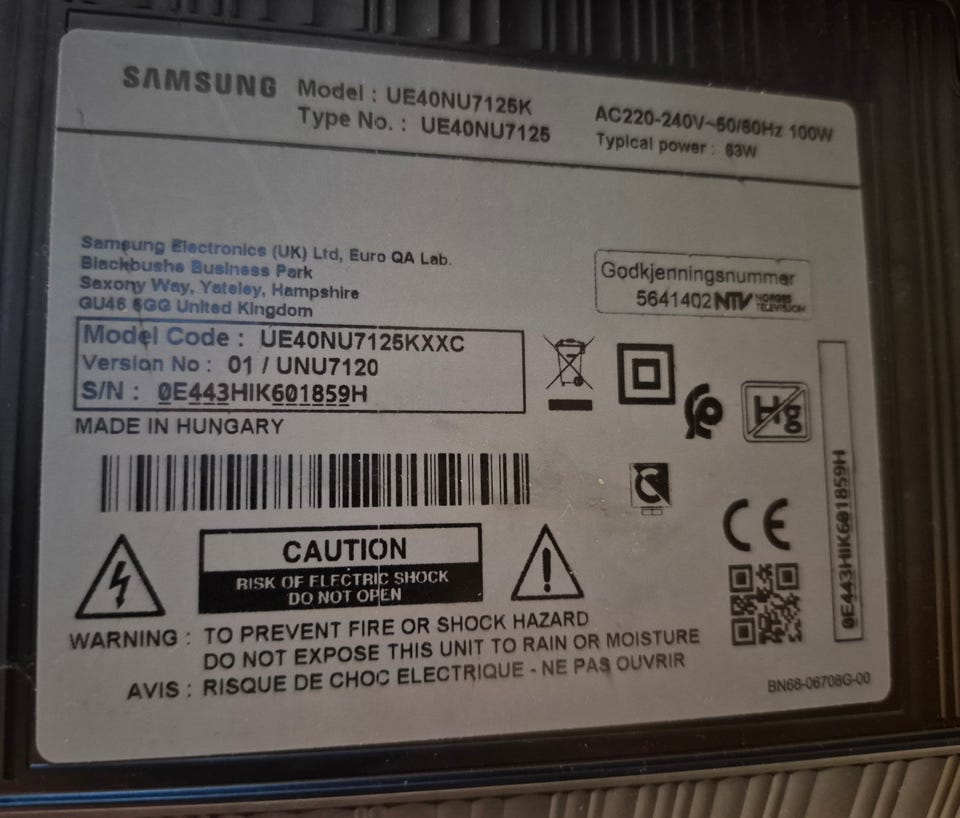 SAMSUNG Model : UE40NU7125K
Type No. : UE40NU7125
AC220-240V~50/60Hz 100W
Typical power : 63W
Samsung Electronics (UK) Ltd, Euro QA Lab.
Blackbushe Business Park
Saxony Way, Yateley, Hampshire
GU46 6GG United Kingdom
Godkjenningsnummer
5641402 NTV NORGES TELEVISION
Model Code : UE40NU7125KXXC
Version No : 01 / UNU7120
S/N : 0E443HIK601859H
MADE IN HUNGARY
Hg
CE
0E443HIK601859H
CAUTION
RISK OF ELECTRIC SHOCK
DO NOT OPEN
WARNING : TO PREVENT FIRE OR SHOCK HAZARD
DO NOT EXPOSE THIS UNIT TO RAIN OR MOISTURE
AVIS : RISQUE DE CHOC ELECTRIQUE - NE PAS OUVRIR
BN68-06708G-00